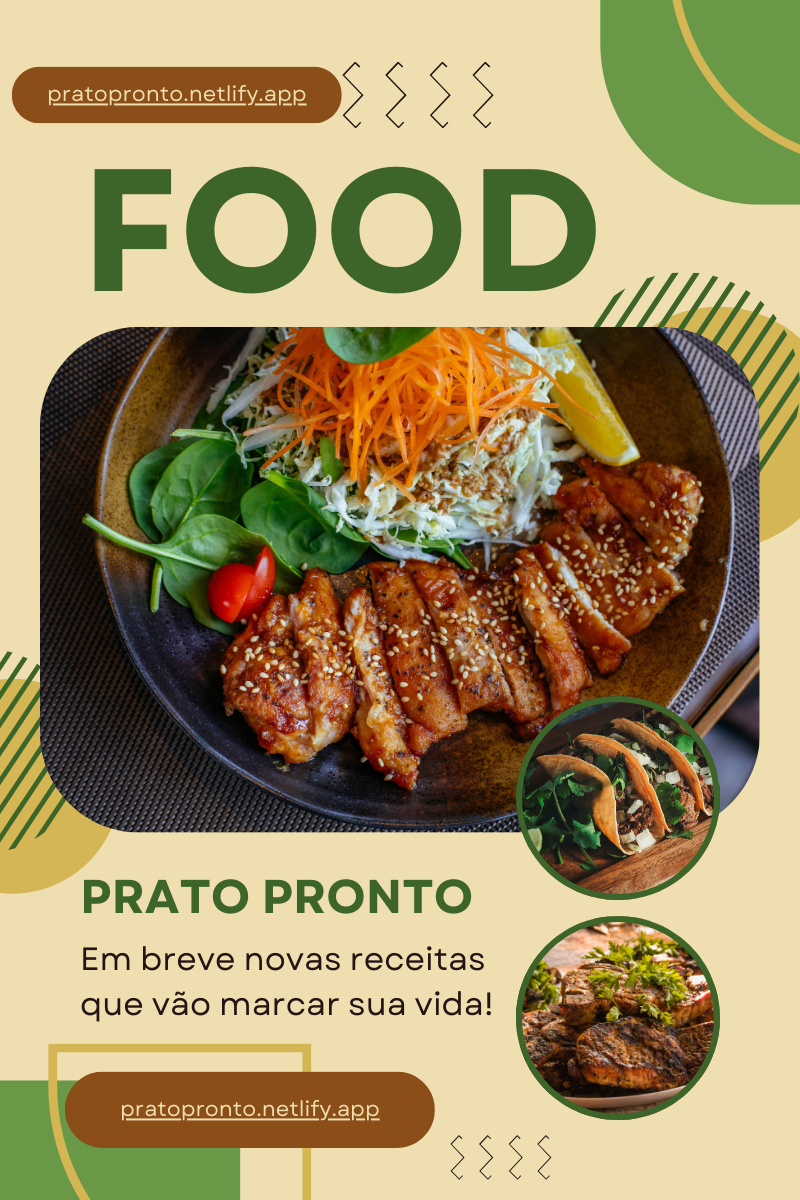 pratopronto.netlify.app
FOOD
PRATO PRONTO
Em breve novas receitas
que vão marcar sua vida!
pratopronto.netlify.app